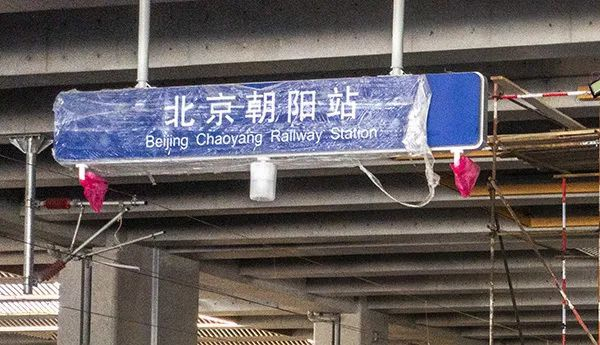 北京朝阳站
Beijing Chaoyang Railway Station